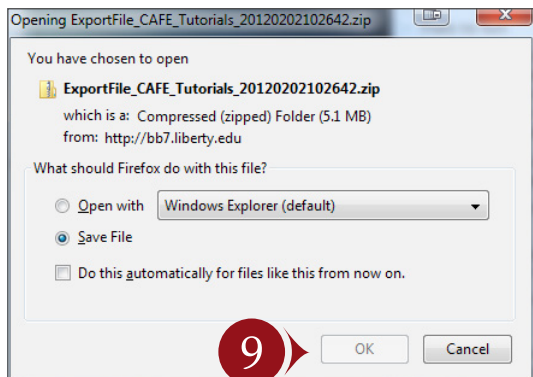 Opening ExportFile_CAFE_Tutorials_20120202102642.zip
You have chosen to open
ExportFile_CAFE_Tutorials_20120202102642.zip
which is a: Compressed (zipped) Folder (5.1 MB)
from: http://bb7.liberty.edu
What should Firefox do with this file?
Open with Windows Explorer (default)
Save File
Do this automatically for files like this from now on.
9 OK Cancel